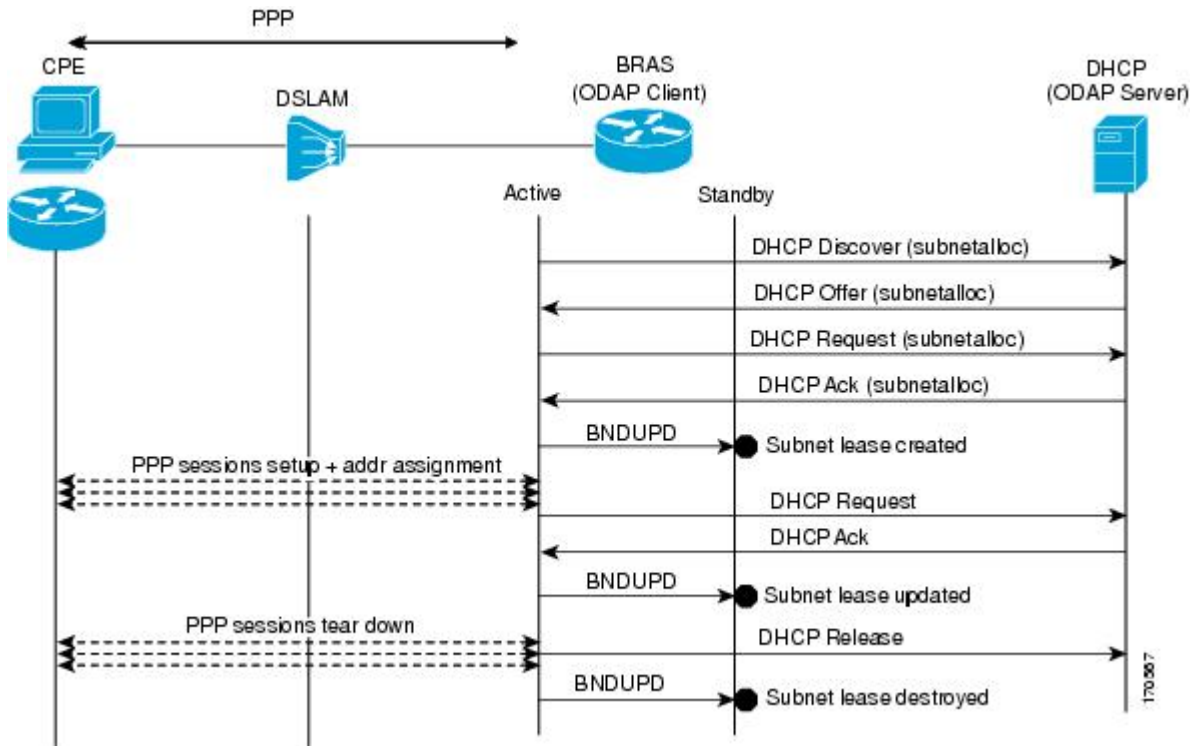 PPP
CPE
DSLAM
BRAS
(ODAP Client)
DHCP
(ODAP Server)
Active
Standby
DHCP Discover (subnetalloc)
DHCP Offer (subnetalloc)
DHCP Request (subnetalloc)
DHCP Ack (subnetalloc)
BNDUPD
Subnet lease created
PPP sessions setup + addr assignment
DHCP Request
DHCP Ack
BNDUPD
Subnet lease updated
PPP sessions tear down
DHCP Release
BNDUPD
Subnet lease destroyed
170567